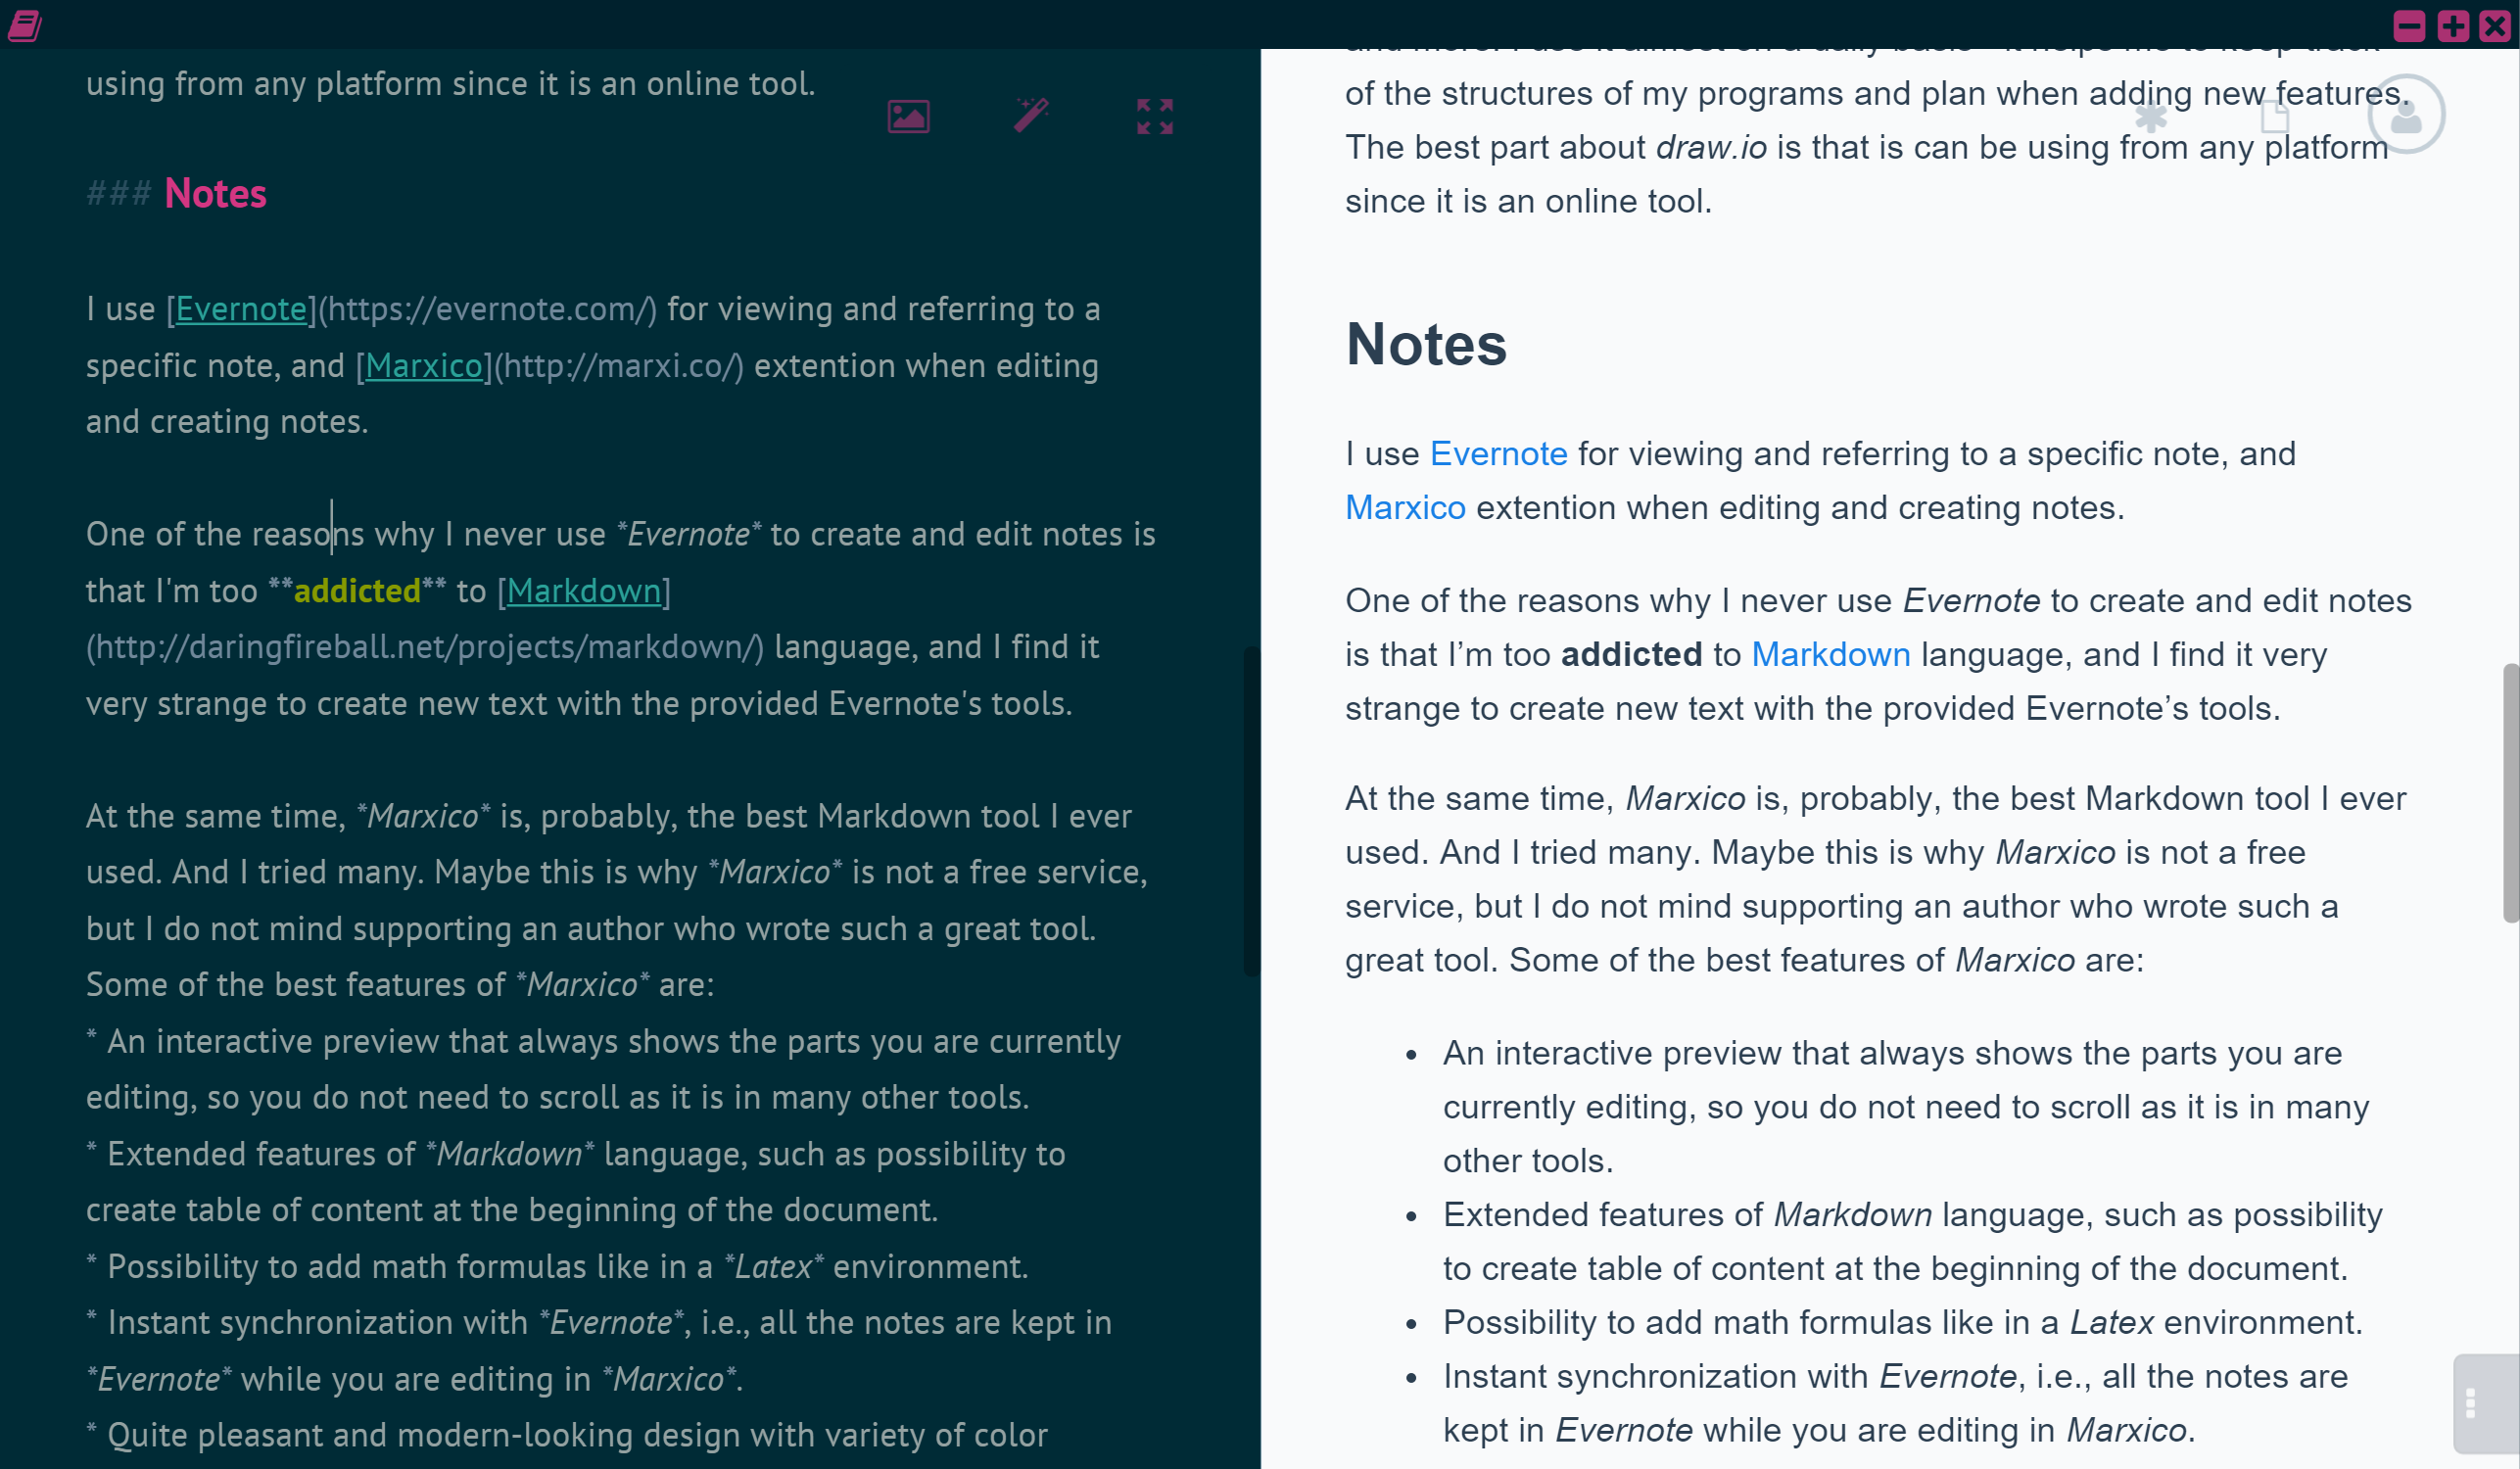 using from any platform since it is an online tool.
### Notes
I use [Evernote](https://evernote.com/) for viewing and referring to a
specific note, and [Marxico](http://marxi.co/) extention when editing
and creating notes.
One of the reasons why I never use *Evernote* to create and edit notes is
that I'm too **addicted** to [Markdown]
(http://daringfireball.net/projects/markdown/) language, and I find it
very strange to create new text with the provided Evernote's tools.
At the same time, *Marxico* is, probably, the best Markdown tool I ever
used. And I tried many. Maybe this is why *Marxico* is not a free service,
but I do not mind supporting an author who wrote such a great tool.
Some of the best features of *Marxico* are:
* An interactive preview that always shows the parts you are currently
editing, so you do not need to scroll as it is in many other tools.
* Extended features of *Markdown* language, such as possibility to
create table of content at the beginning of the document.
* Possibility to add math formulas like in a *Latex* environment.
* Instant synchronization with *Evernote*, i.e., all the notes are kept in
*Evernote* while you are editing in *Marxico*.
* Quite pleasant and modern-looking design with variety of color
of the structures of my programs and plan when adding new features.
The best part about draw.io is that is can be using from any platform
since it is an online tool.
Notes
I use Evernote for viewing and referring to a specific note, and
Marxico extention when editing and creating notes.
One of the reasons why I never use Evernote to create and edit notes
is that I’m too addicted to Markdown language, and I find it very
strange to create new text with the provided Evernote’s tools.
At the same time, Marxico is, probably, the best Markdown tool I ever
used. And I tried many. Maybe this is why Marxico is not a free
service, but I do not mind supporting an author who wrote such a
great tool. Some of the best features of Marxico are:
• An interactive preview that always shows the parts you are
currently editing, so you do not need to scroll as it is in many
other tools.
• Extended features of Markdown language, such as possibility
to create table of content at the beginning of the document.
• Possibility to add math formulas like in a Latex environment.
• Instant synchronization with Evernote, i.e., all the notes are
kept in Evernote while you are editing in Marxico.